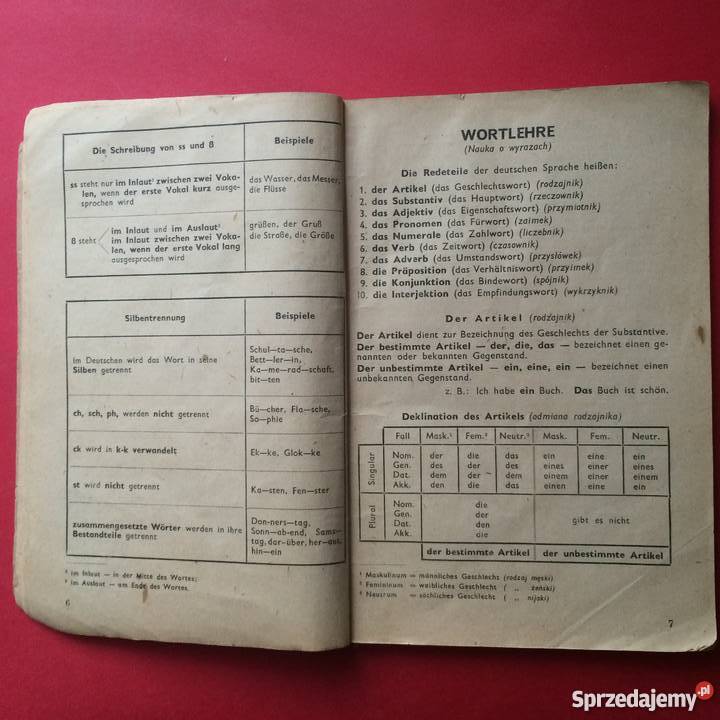 Die Schreibung von ss und ß
Beispiele
ss steht nur im Inlaut¹ zwischen zwei Voka-
len, wenn der erste Vokal kurz ausge-
sprochen wird
das Wasser, das Messer,
die Flüsse
ß steht
im Inlaut und im Auslaut²
im Inlaut zwischen zwei Voka-
len, wenn der erste Vokal lang
ausgesprochen wird
grüßen, der Gruß
die Straße, die Größe
Silbentrennung
Beispiele
im Deutschen wird das Wort in seine
Silben getrennt
Schul—ta—sche,
Bett—ler—in,
Ka—me—rad—schaft,
bit—ten
ch, sch, ph, werden nicht getrennt
Bü—cher, Fla—sche,
So—phie
ck wird in k-k verwandelt
Ek—ke, Glok—ke
st wird nicht getrennt
Ka—sten, Fen—ster
zusammengesetzte Wörter werden in ihre
Bestandteile getrennt
Don-ners—tag,
Sonn—ab-end, Sams—
tag, dar-über, her—aus,
hin—ein
¹ im Inlaut — in der Mitte des Wortes;
² im Auslaut — am Ende des Wortes.
6
WORTLEHRE
(Nauka o wyrazach)
Die Redeteile der deutschen Sprache heißen:
1. der Artikel (das Geschlechtswort) (rodzajnik)
2. das Substantiv (das Hauptwort) (rzeczownik)
3. das Adjektiv (das Eigenschaftswort) (przymiotnik)
4. das Pronomen (das Fürwort) (zaimek)
5. das Numerale (das Zahlwort) (liczebnik)
6. das Verb (das Zeitwort) (czasownik)
7. das Adverb (das Umstandswort) (przysłówek)
8. die Präposition (das Verhältniswort) (przyimek)
9. die Konjunktion (das Bindewort) (spójnik)
10. die Interjektion (das Empfindungswort) (wykrzyknik)
Der Artikel (rodzajnik)
Der Artikel dient zur Bezeichnung des Geschlechts der Substantive.
Der bestimmte Artikel — der, die, das — bezeichnet einen ge-
nannten oder bekannten Gegenstand.
Der unbestimmte Artikel — ein, eine, ein — bezeichnet einen
unbekannten Gegenstand.
z. B.: Ich habe ein Buch. Das Buch ist schön.
Deklination des Artikels (odmiana rodzajnika)
Fall Mask.¹ Fem.² Neutr.³ Mask. Fem. Neutr.
Singular
Nom. der die das ein eine ein
Gen. des der des eines einer eines
Dat. dem der dem einem einer einem
Akk. den die das einen eine ein
Plural
Nom. die
Gen. der
Dat. den
Akk. die
gibt es nicht
der bestimmte Artikel der unbestimmte Artikel
¹ Maskulinum = männliches Geschlecht (rodzaj męski)
² Femininum = weibliches Geschlecht ( „ żeński)
³ Neutrum = sächliches Geschlecht ( „ nijaki)
7
Sprzedajemy.pl